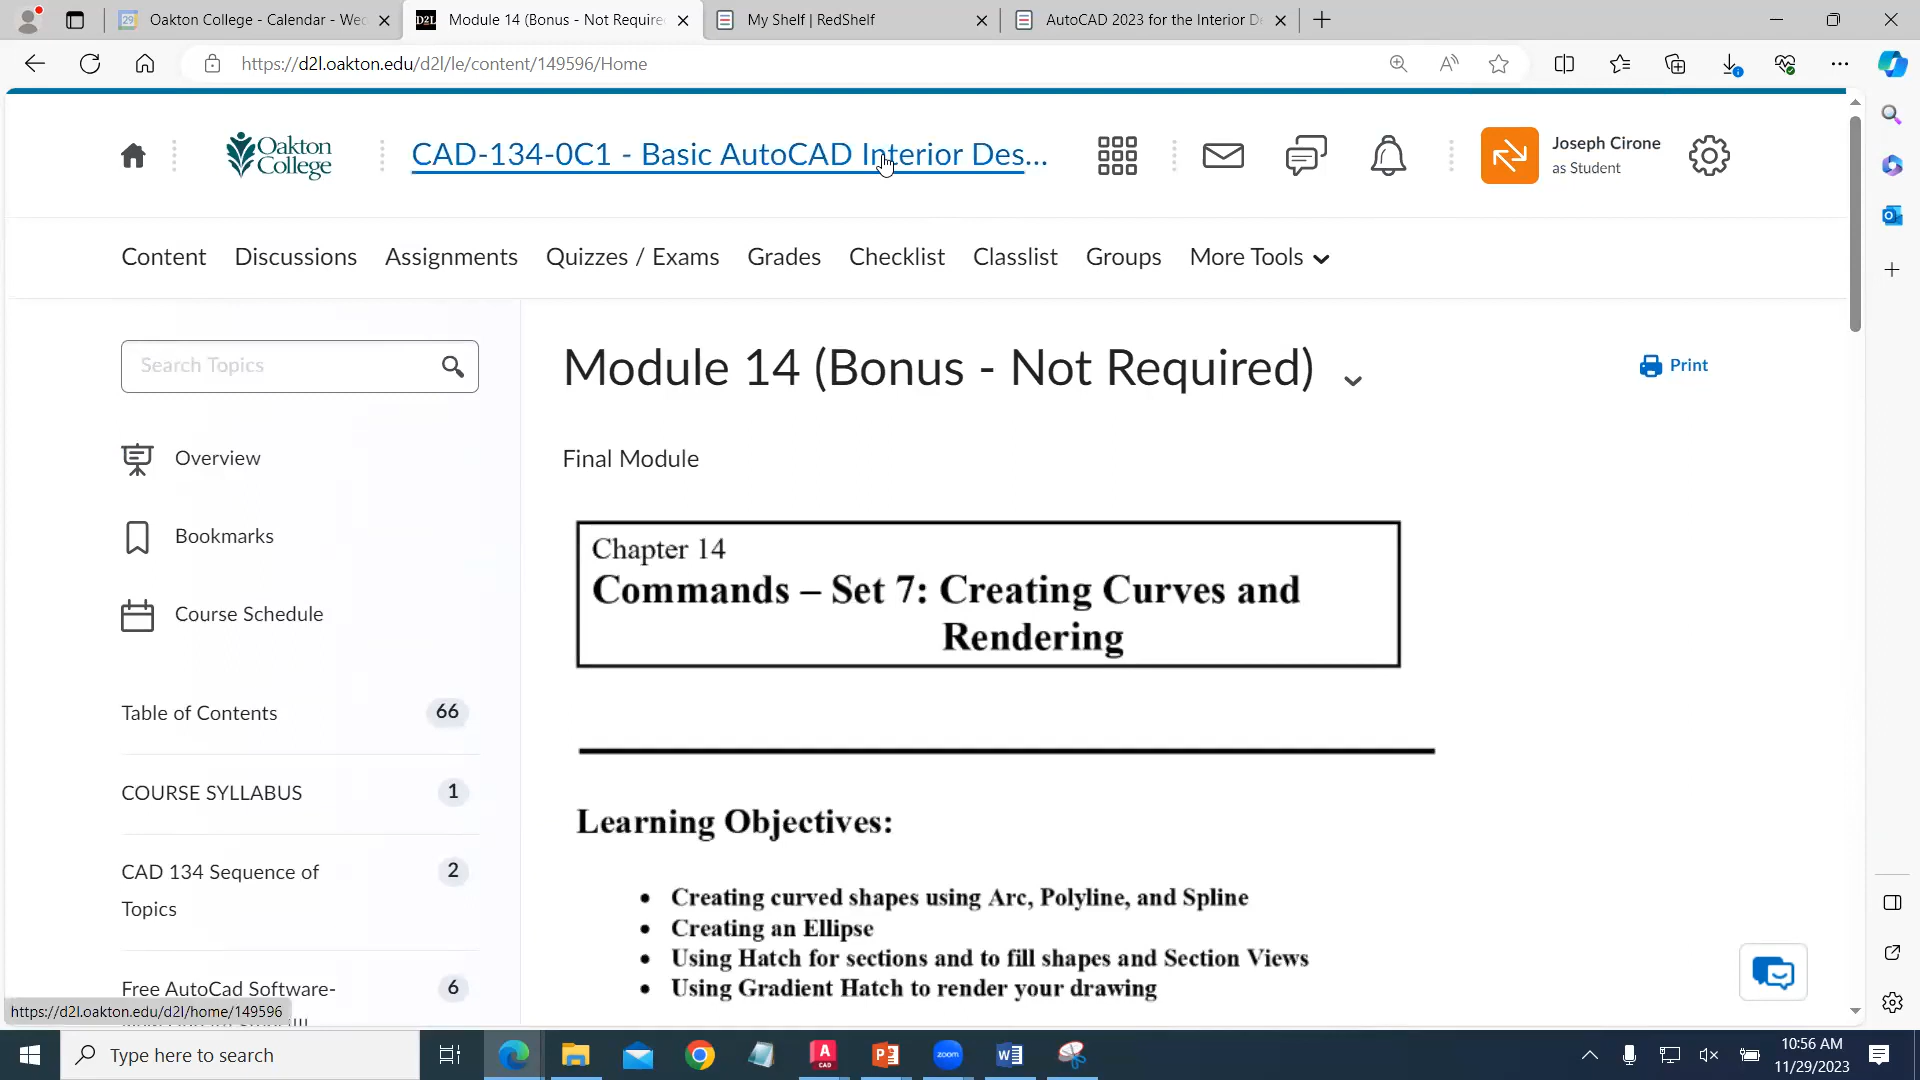 Oakton College - Calendar - Wed
Module 14 (Bonus - Not Require
My Shelf | RedShelf
AutoCAD 2023 for the Interior De
https://d2l.oakton.edu/d2l/le/content/149596/Home
Oakton
College
CAD-134-0C1 - Basic AutoCAD Interior Des...
Joseph Cirone
as Student
Content
Discussions
Assignments
Quizzes / Exams
Grades
Checklist
Classlist
Groups
More Tools
Search Topics
Overview
Bookmarks
Course Schedule
Table of Contents 66
COURSE SYLLABUS 1
CAD 134 Sequence of 2
Topics
Free AutoCad Software- 6
Module 14 (Bonus - Not Required)
Print
Final Module
Chapter 14
Commands – Set 7: Creating Curves and
Rendering
Learning Objectives:
• Creating curved shapes using Arc, Polyline, and Spline
• Creating an Ellipse
• Using Hatch for sections and to fill shapes and Section Views
• Using Gradient Hatch to render your drawing
https://d2l.oakton.edu/d2l/home/149596
Type here to search
10:56 AM
11/29/2023